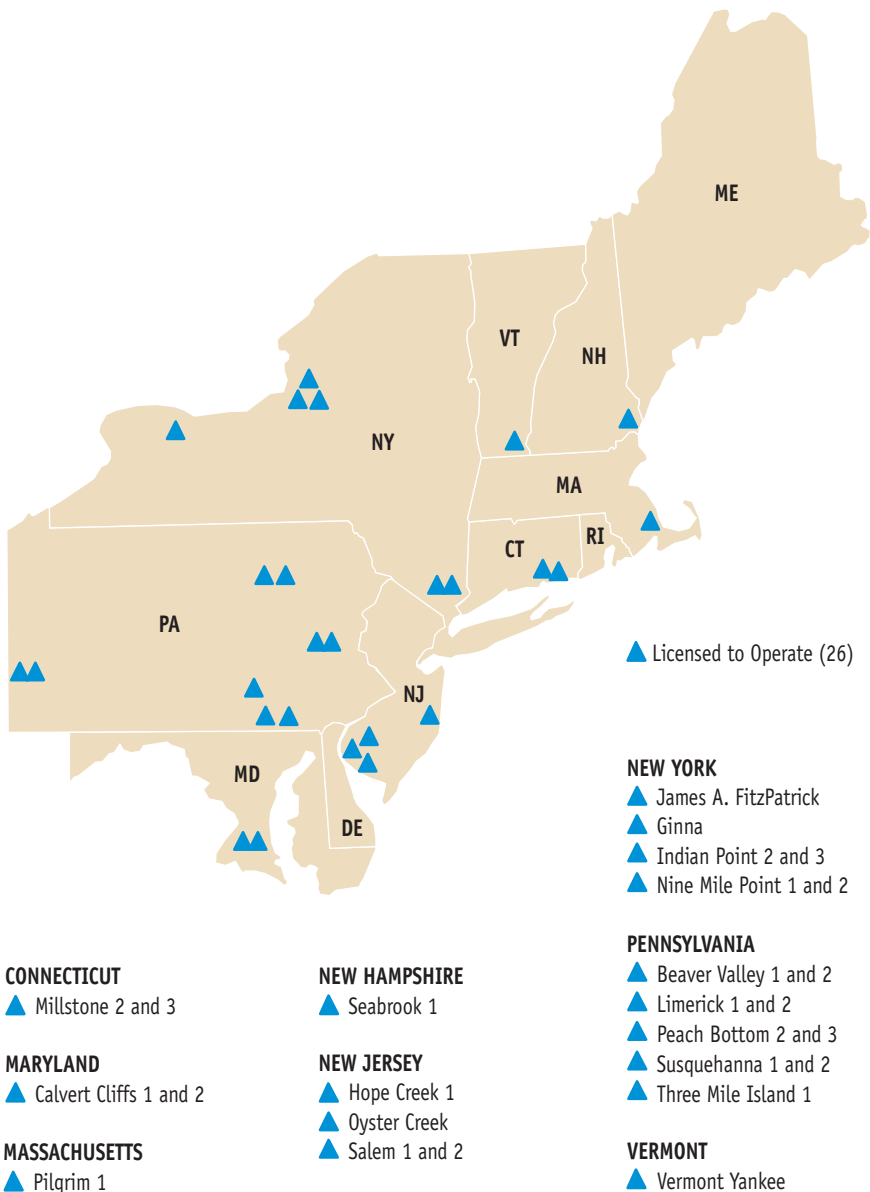 ME
VT
NH
NY
MA
CT
RI
PA
NJ
MD
DE
Licensed to Operate (26)
CONNECTICUT
Millstone 2 and 3
MARYLAND
Calvert Cliffs 1 and 2
MASSACHUSETTS
Pilgrim 1
NEW HAMPSHIRE
Seabrook 1
NEW JERSEY
Hope Creek 1
Oyster Creek
Salem 1 and 2
NEW YORK
James A. FitzPatrick
Ginna
Indian Point 2 and 3
Nine Mile Point 1 and 2
PENNSYLVANIA
Beaver Valley 1 and 2
Limerick 1 and 2
Peach Bottom 2 and 3
Susquehanna 1 and 2
Three Mile Island 1
VERMONT
Vermont Yankee